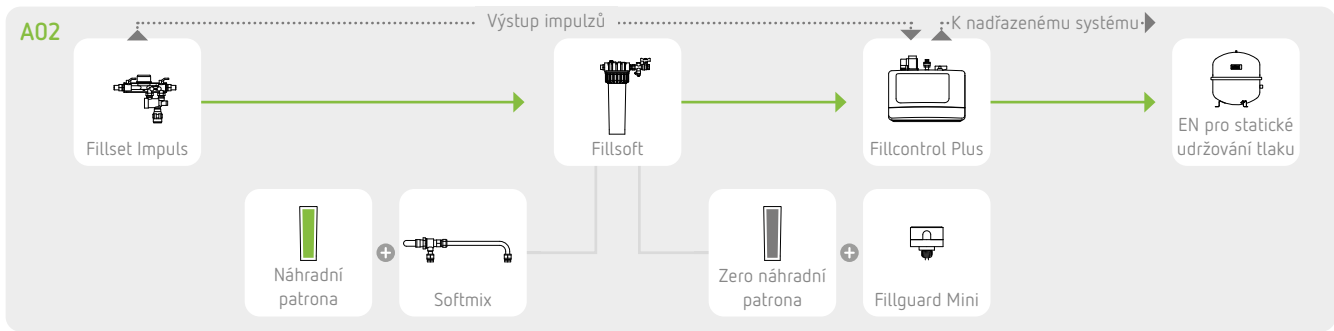 A02
Výstup impulzů
K nadřazenému systému
Fillset Impuls
Fillsoft
Fillcontrol Plus
EN pro statické
udržování tlaku
Náhradní
patrona
Softmix
Zero náhradní
patrona
Fillguard Mini